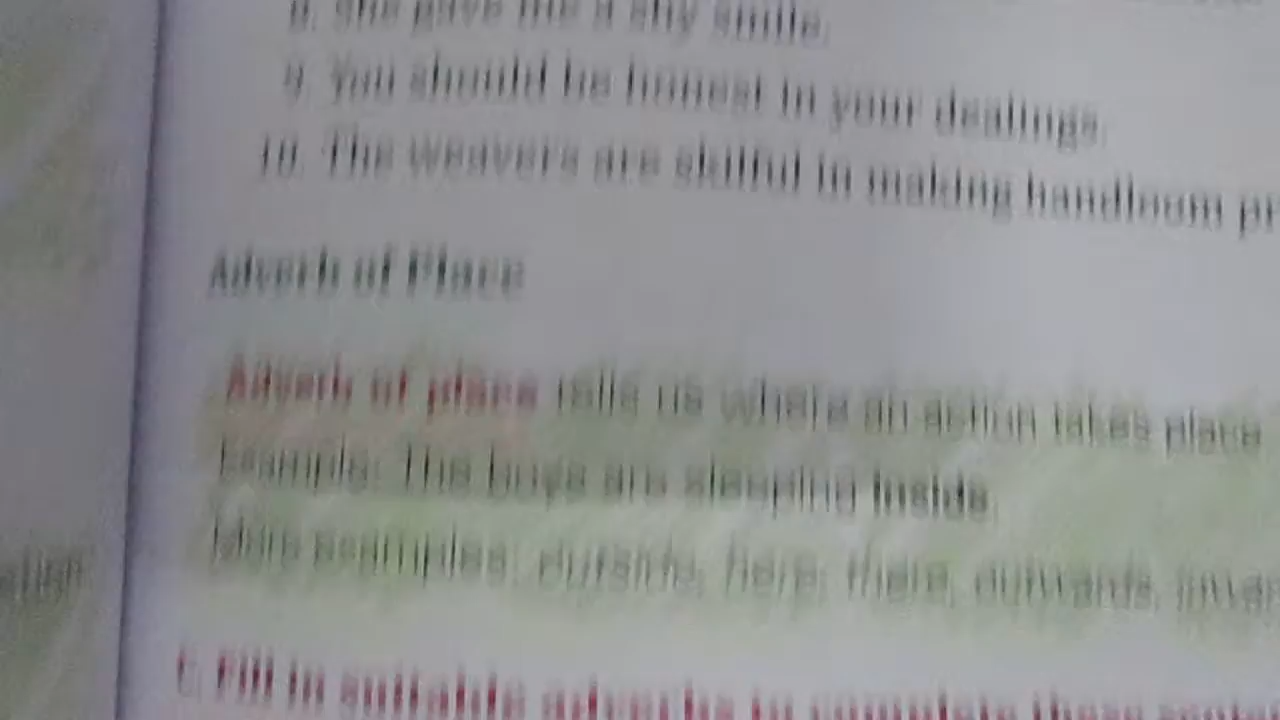 8. She gave me a shy smile.
9. You should be honest in your dealings.
10. The weavers are skilful in making handloom
Adverb of Place
Adverb of place tells us where an action takes place
Example: The boys are sleeping inside.
More examples: outside, here, there, outwards,
Fill in suitable adverbs to complete these